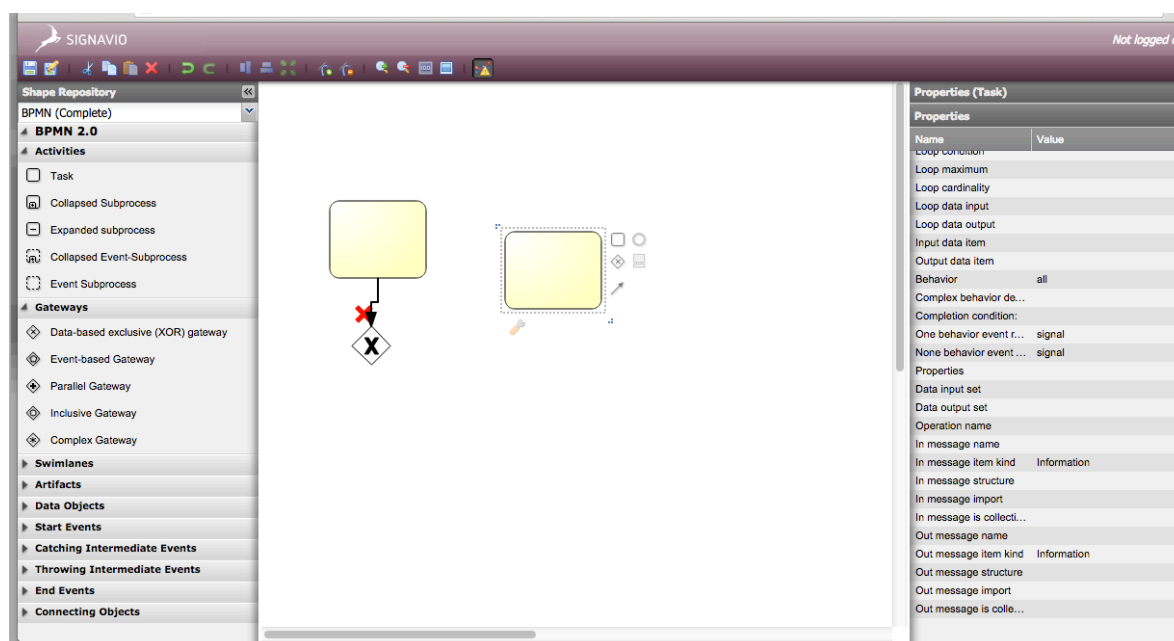 SIGNAVIO
Not logged
Shape Repository
BPMN (Complete)
BPMN 2.0
Activities
Task
Collapsed Subprocess
Expanded subprocess
Collapsed Event-Subprocess
Event Subprocess
Gateways
Data-based exclusive (XOR) gateway
Event-based Gateway
Parallel Gateway
Inclusive Gateway
Complex Gateway
Swimlanes
Artifacts
Data Objects
Start Events
Catching Intermediate Events
Throwing Intermediate Events
End Events
Connecting Objects
X
Properties (Task)
Properties
Name Value
Loop condition
Loop maximum
Loop cardinality
Loop data input
Loop data output
Input data item
Output data item
Behavior all
Complex behavior de...
Completion condition:
One behavior event r... signal
None behavior event ... signal
Properties
Data input set
Data output set
Operation name
In message name
In message item kind Information
In message structure
In message import
In message is collecti...
Out message name
Out message item kind Information
Out message structure
Out message import
Out message is colle...